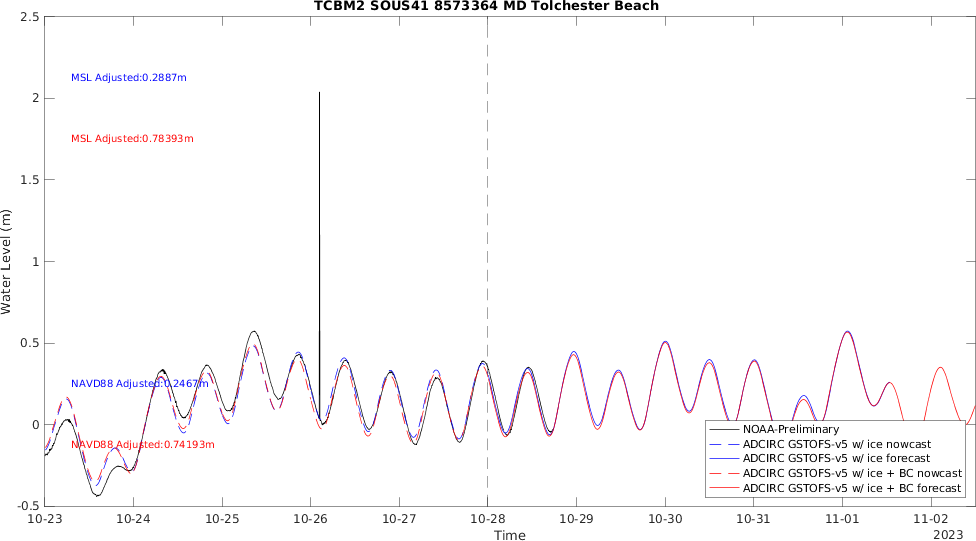 TCBM2 SOUS41 8573364 MD Tolchester Beach
2.5
2
1.5
1
0.5
0
-0.5
Water Level (m)
MSL Adjusted:0.2887m
MSL Adjusted:0.78393m
NAVD88 Adjusted:0.2467m
NAVD88 Adjusted:0.74193m
NOAA-Preliminary
ADCIRC GSTOFS-v5 w/ ice nowcast
ADCIRC GSTOFS-v5 w/ ice forecast
ADCIRC GSTOFS-v5 w/ ice + BC nowcast
ADCIRC GSTOFS-v5 w/ ice + BC forecast
10-23 10-24 10-25 10-26 10-27 10-28 10-29 10-30 10-31 11-01 11-02
Time
2023